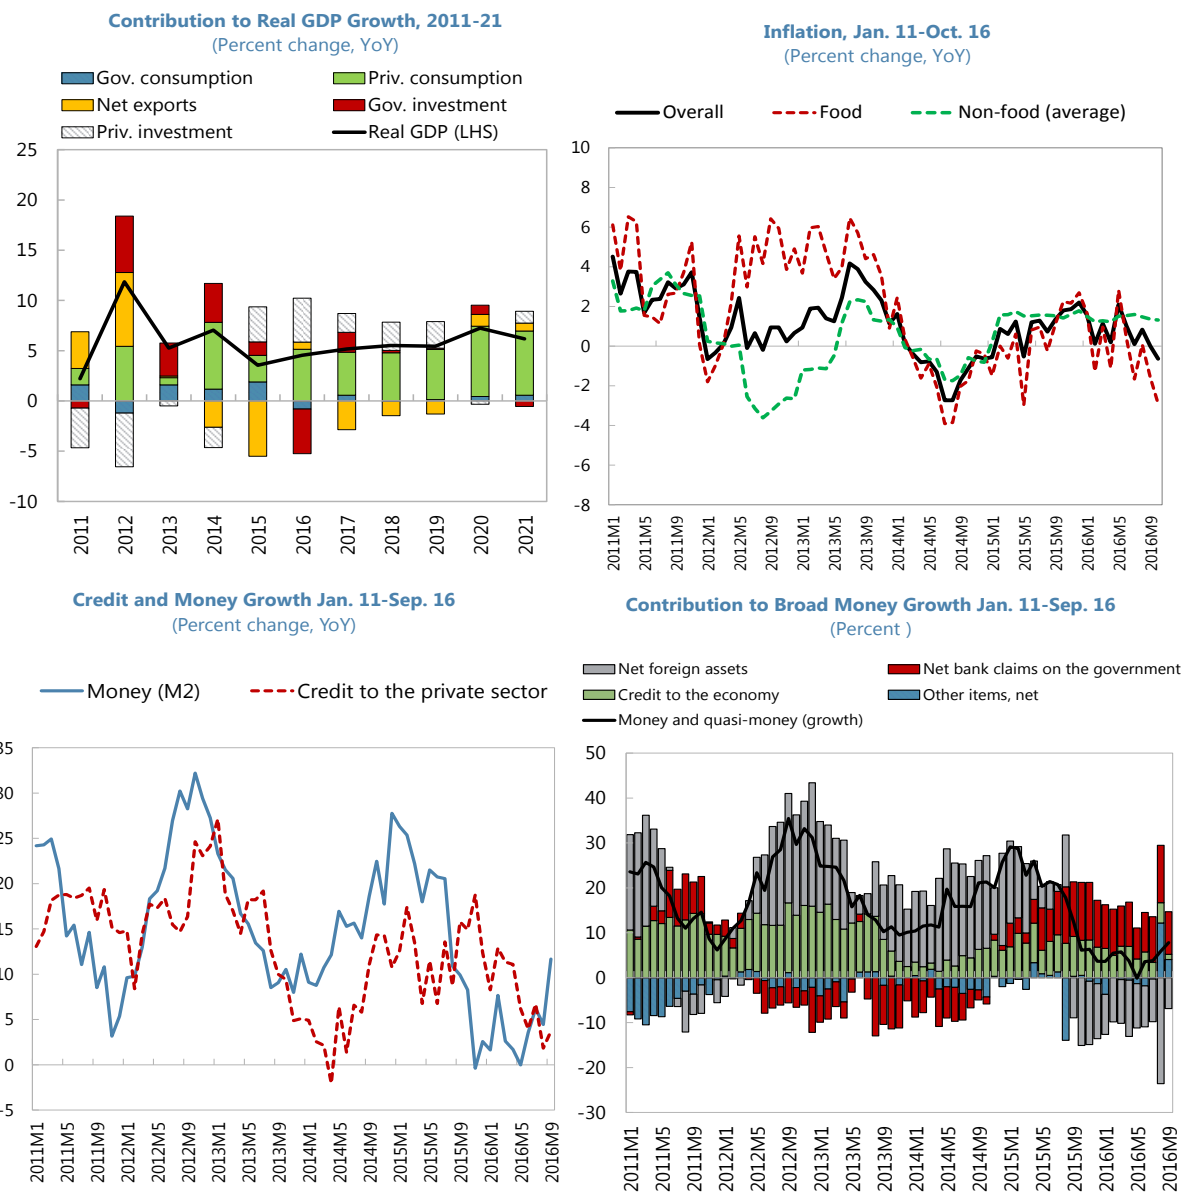 Contribution to Real GDP Growth, 2011-21
(Percent change, YoY)
Gov. consumption
Priv. consumption
Net exports
Gov. investment
Priv. investment
Real GDP (LHS)
25
20
15
10
5
0
-5
-10
2011
2012
2013
2014
2015
2016
2017
2018
2019
2020
2021
Inflation, Jan. 11-Oct. 16
(Percent change, YoY)
Overall
Food
Non-food (average)
10
8
6
4
2
0
-2
-4
-6
-8
2011M1
2011M5
2011M9
2012M1
2012M5
2012M9
2013M1
2013M5
2013M9
2014M1
2014M5
2014M9
2015M1
2015M5
2015M9
2016M1
2016M5
2016M9
Credit and Money Growth Jan. 11-Sep. 16
(Percent change, YoY)
Money (M2)
Credit to the private sector
35
30
25
20
15
10
5
0
-5
2011M1
2011M5
2011M9
2012M1
2012M5
2012M9
2013M1
2013M5
2013M9
2014M1
2014M5
2014M9
2015M1
2015M5
2015M9
2016M1
2016M5
2016M9
Contribution to Broad Money Growth Jan. 11-Sep. 16
(Percent )
Net foreign assets
Net bank claims on the government
Credit to the economy
Other items, net
Money and quasi-money (growth)
50
40
30
20
10
0
-10
-20
-30
2011M1
2011M5
2011M9
2012M1
2012M5
2012M9
2013M1
2013M5
2013M9
2014M1
2014M5
2014M9
2015M1
2015M5
2015M9
2016M1
2016M5
2016M9